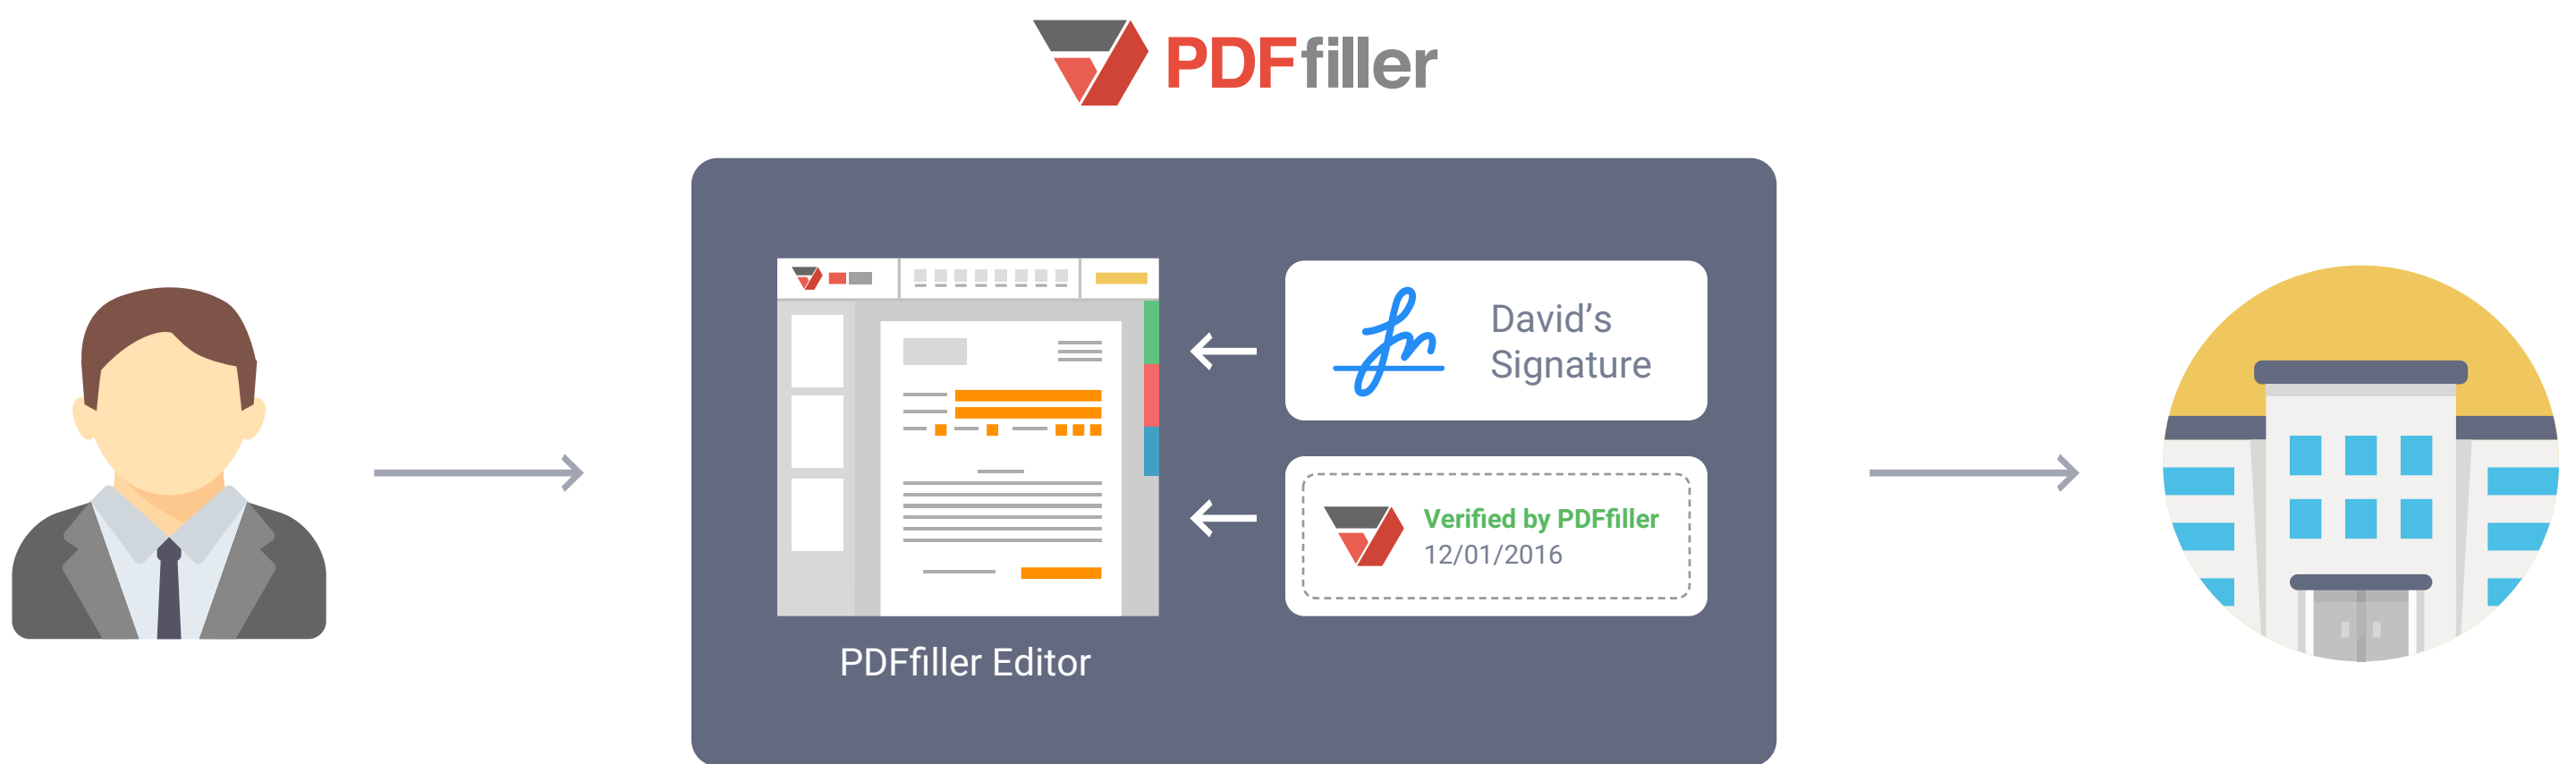 PDFfiller
David’s
Signature
Verified by PDFfiller
12/01/2016
PDFfiller Editor